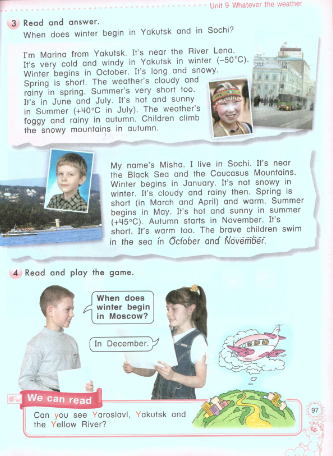 Unit 9 Whatever the weather
3 Read and answer.
When does winter begin in Yakutsk and in Sochi?
I'm Marina from Yakutsk. It's near the River Lena.
It's very cold and windy in Yakutsk in winter (-50°C).
Winter begins in October. It's long and snowy.
Spring is short. The weather's cloudy and
rainy in spring. Summer's very short too.
It's in June and July. It's hot and sunny
in Summer (+40°C in July). The weather's
foggy and rainy in autumn. Children climb
the snowy mountains in autumn.
My name's Misha. I live in Sochi. It's near
the Black Sea and the Caucasus Mountains.
Winter begins in January. It's not snowy in
winter. It's cloudy and rainy then. Spring is
short (in March and April) and warm. Summer
begins in May. It's hot and sunny in summer
(+45°C). Autumn starts in November. It's
short. It's warm too. The brave children swim
in the sea in October and November.
4 Read and play the game.
When does
winter begin
in Moscow?
In December.
We can read
Can you see Yaroslavl, Yakutsk and
the Yellow River?
97